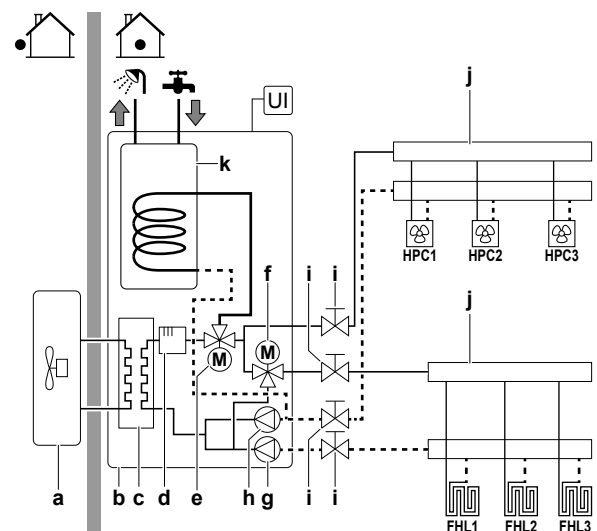 UI
j
k
HPC1 HPC2 HPC3
f i i
j
M
M
a b c d e h g i i
FHL1 FHL2 FHL3